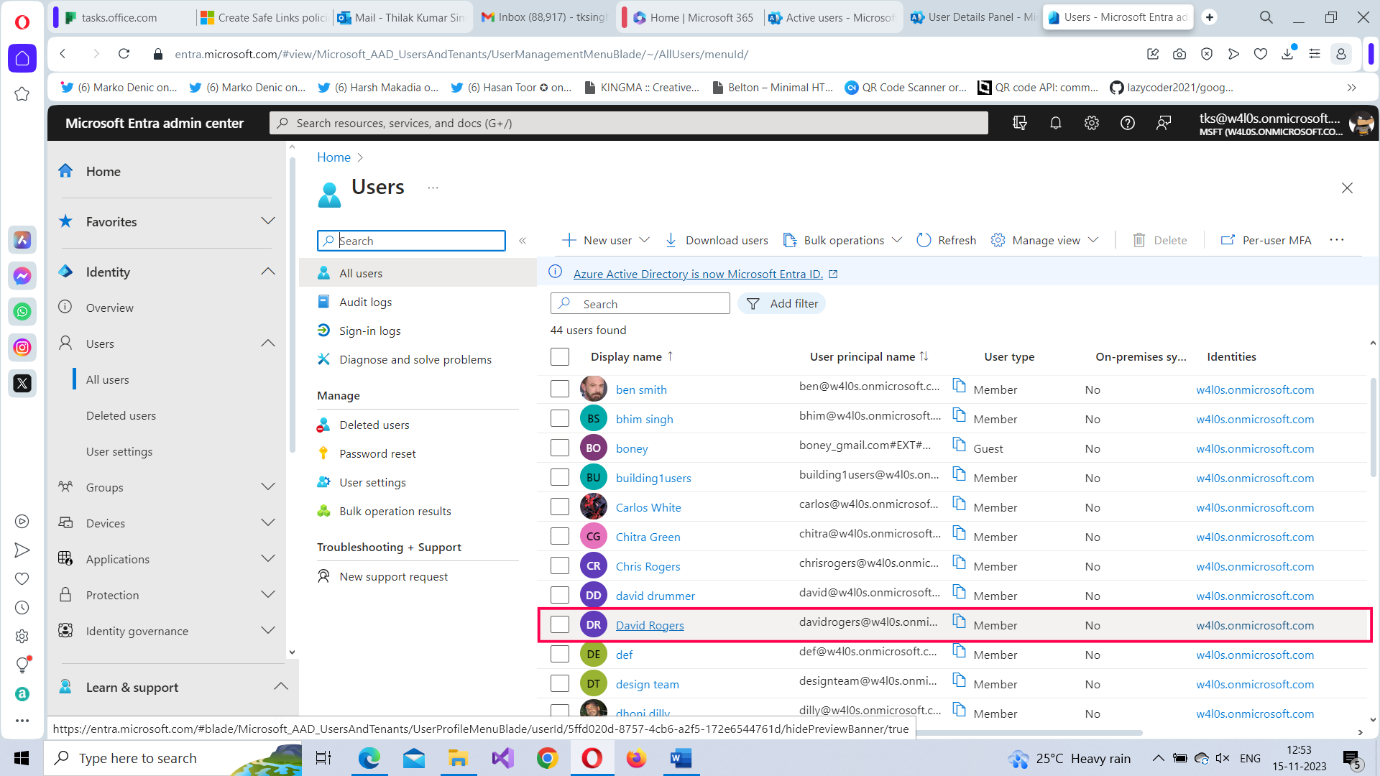 tasks.office.com
Create Safe Links polic
Mail - Thilak Kumar Sin
Inbox (88,917) - tksing
Home | Microsoft 365
Active users - Microsof
User Details Panel - Mi
Users - Microsoft Entra ad
entra.microsoft.com/#view/Microsoft_AAD_UsersAndTenants/UserManagementMenuBlade/~/AllUsers/menuId/
(6) Marko Denic on...
(6) Marko Denic on...
(6) Harsh Makadia o...
(6) Hasan Toor ✪ on...
KINGMA :: Creative...
Belton – Minimal HT...
QR Code Scanner or...
QR code API: comm...
lazycoder2021/goog...
Microsoft Entra admin center
Search resources, services, and docs (G+/)
tks@w4l0s.onmicrosoft....
MSFT (W4L0S.ONMICROSOFT.CO...
Home
Favorites
Identity
Overview
Users
All users
Deleted users
User settings
Groups
Devices
Applications
Protection
Identity governance
Learn & support
Home
Users
Search
All users
Audit logs
Sign-in logs
Diagnose and solve problems
Manage
Deleted users
Password reset
User settings
Bulk operation results
Troubleshooting + Support
New support request
New user
Download users
Bulk operations
Refresh
Manage view
Delete
Per-user MFA
Azure Active Directory is now Microsoft Entra ID.
Search
Add filter
44 users found
Display name ↑ User principal name ↑↓ User type On-premises sy... Identities
ben smith ben@w4l0s.onmicrosoft.c... Member No w4l0s.onmicrosoft.com
BS bhim singh bhim@w4l0s.onmicrosoft.... Member No w4l0s.onmicrosoft.com
BO boney boney_gmail.com#EXT#... Guest No w4l0s.onmicrosoft.com
BU building1users building1users@w4l0s.on... Member No w4l0s.onmicrosoft.com
Carlos White carlos@w4l0s.onmicrosoft... Member No w4l0s.onmicrosoft.com
CG Chitra Green chitra@w4l0s.onmicrosoft... Member No w4l0s.onmicrosoft.com
CR Chris Rogers chrisrogers@w4l0s.onmic... Member No w4l0s.onmicrosoft.com
DD david drummer david@w4l0s.onmicrosoft... Member No w4l0s.onmicrosoft.com
DR David Rogers davidrogers@w4l0s.onmi... Member No w4l0s.onmicrosoft.com
DE def def@w4l0s.onmicrosoft.c... Member No w4l0s.onmicrosoft.com
DT design team designteam@w4l0s.onmi... Member No w4l0s.onmicrosoft.com
dhoni dilly dilly@w4l0s.onmicrosoft.... Member No w4l0s.onmicrosoft.com
https://entra.microsoft.com/#blade/Microsoft_AAD_UsersAndTenants/UserProfileMenuBlade/userId/5ffd020d-8757-4cb6-a2f5-172e6544761d/hidePreviewBanner/true
Type here to search
25°C Heavy rain
ENG
12:53
15-11-2023
5